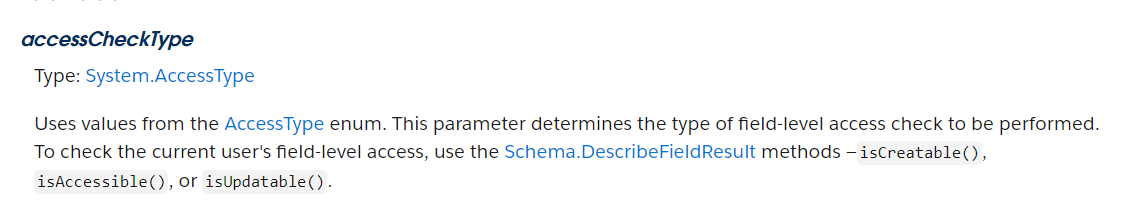 accessCheckType
Type: System.AccessType
Uses values from the AccessType enum. This parameter determines the type of field-level access check to be performed.
To check the current user's field-level access, use the Schema.DescribeFieldResult methods –isCreatable(),
isAccessible(), or isUpdatable().